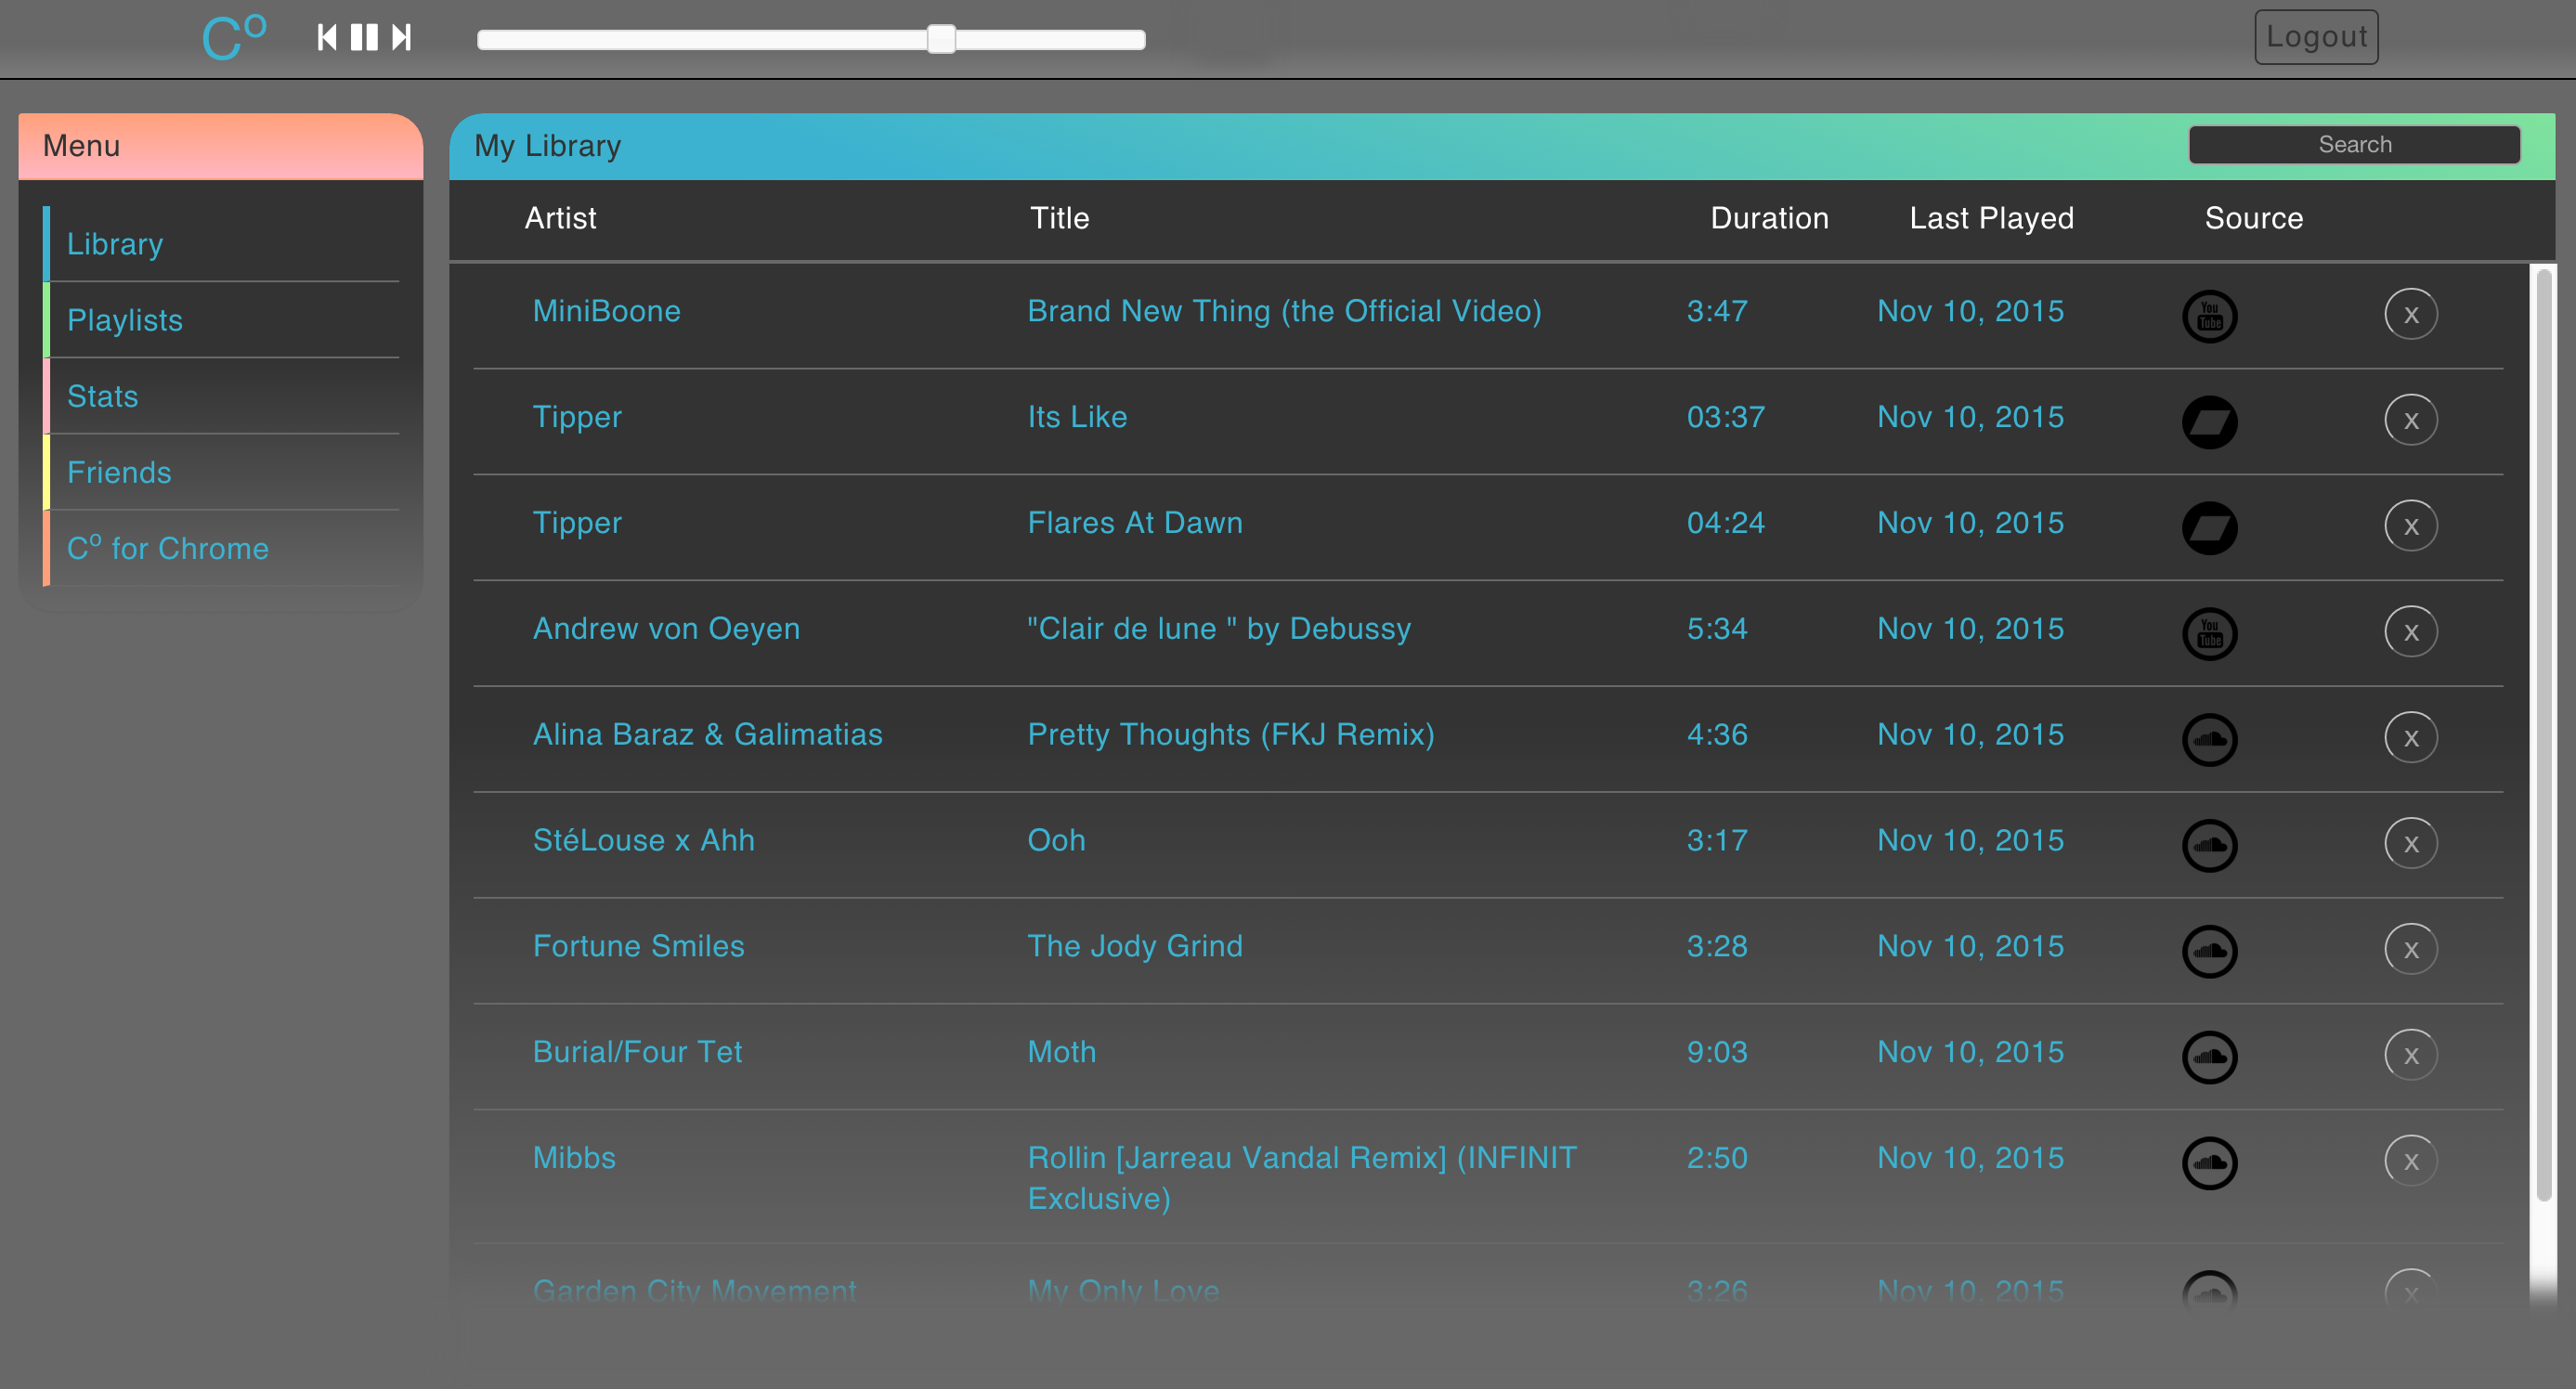 Cº
Logout
Menu
Library
Playlists
Stats
Friends
Cº for Chrome
My Library
Search
Artist Title Duration Last Played Source
MiniBoone Brand New Thing (the Official Video) 3:47 Nov 10, 2015 You Tube x
Tipper Its Like 03:37 Nov 10, 2015 x
Tipper Flares At Dawn 04:24 Nov 10, 2015 x
Andrew von Oeyen "Clair de lune " by Debussy 5:34 Nov 10, 2015 You Tube x
Alina Baraz & Galimatias Pretty Thoughts (FKJ Remix) 4:36 Nov 10, 2015 x
StéLouse x Ahh Ooh 3:17 Nov 10, 2015 x
Fortune Smiles The Jody Grind 3:28 Nov 10, 2015 x
Burial/Four Tet Moth 9:03 Nov 10, 2015 x
Mibbs Rollin [Jarreau Vandal Remix] (INFINIT 2:50 Nov 10, 2015 x
Exclusive)
Garden City Movement My Only Love 3:26 Nov 10, 2015 x